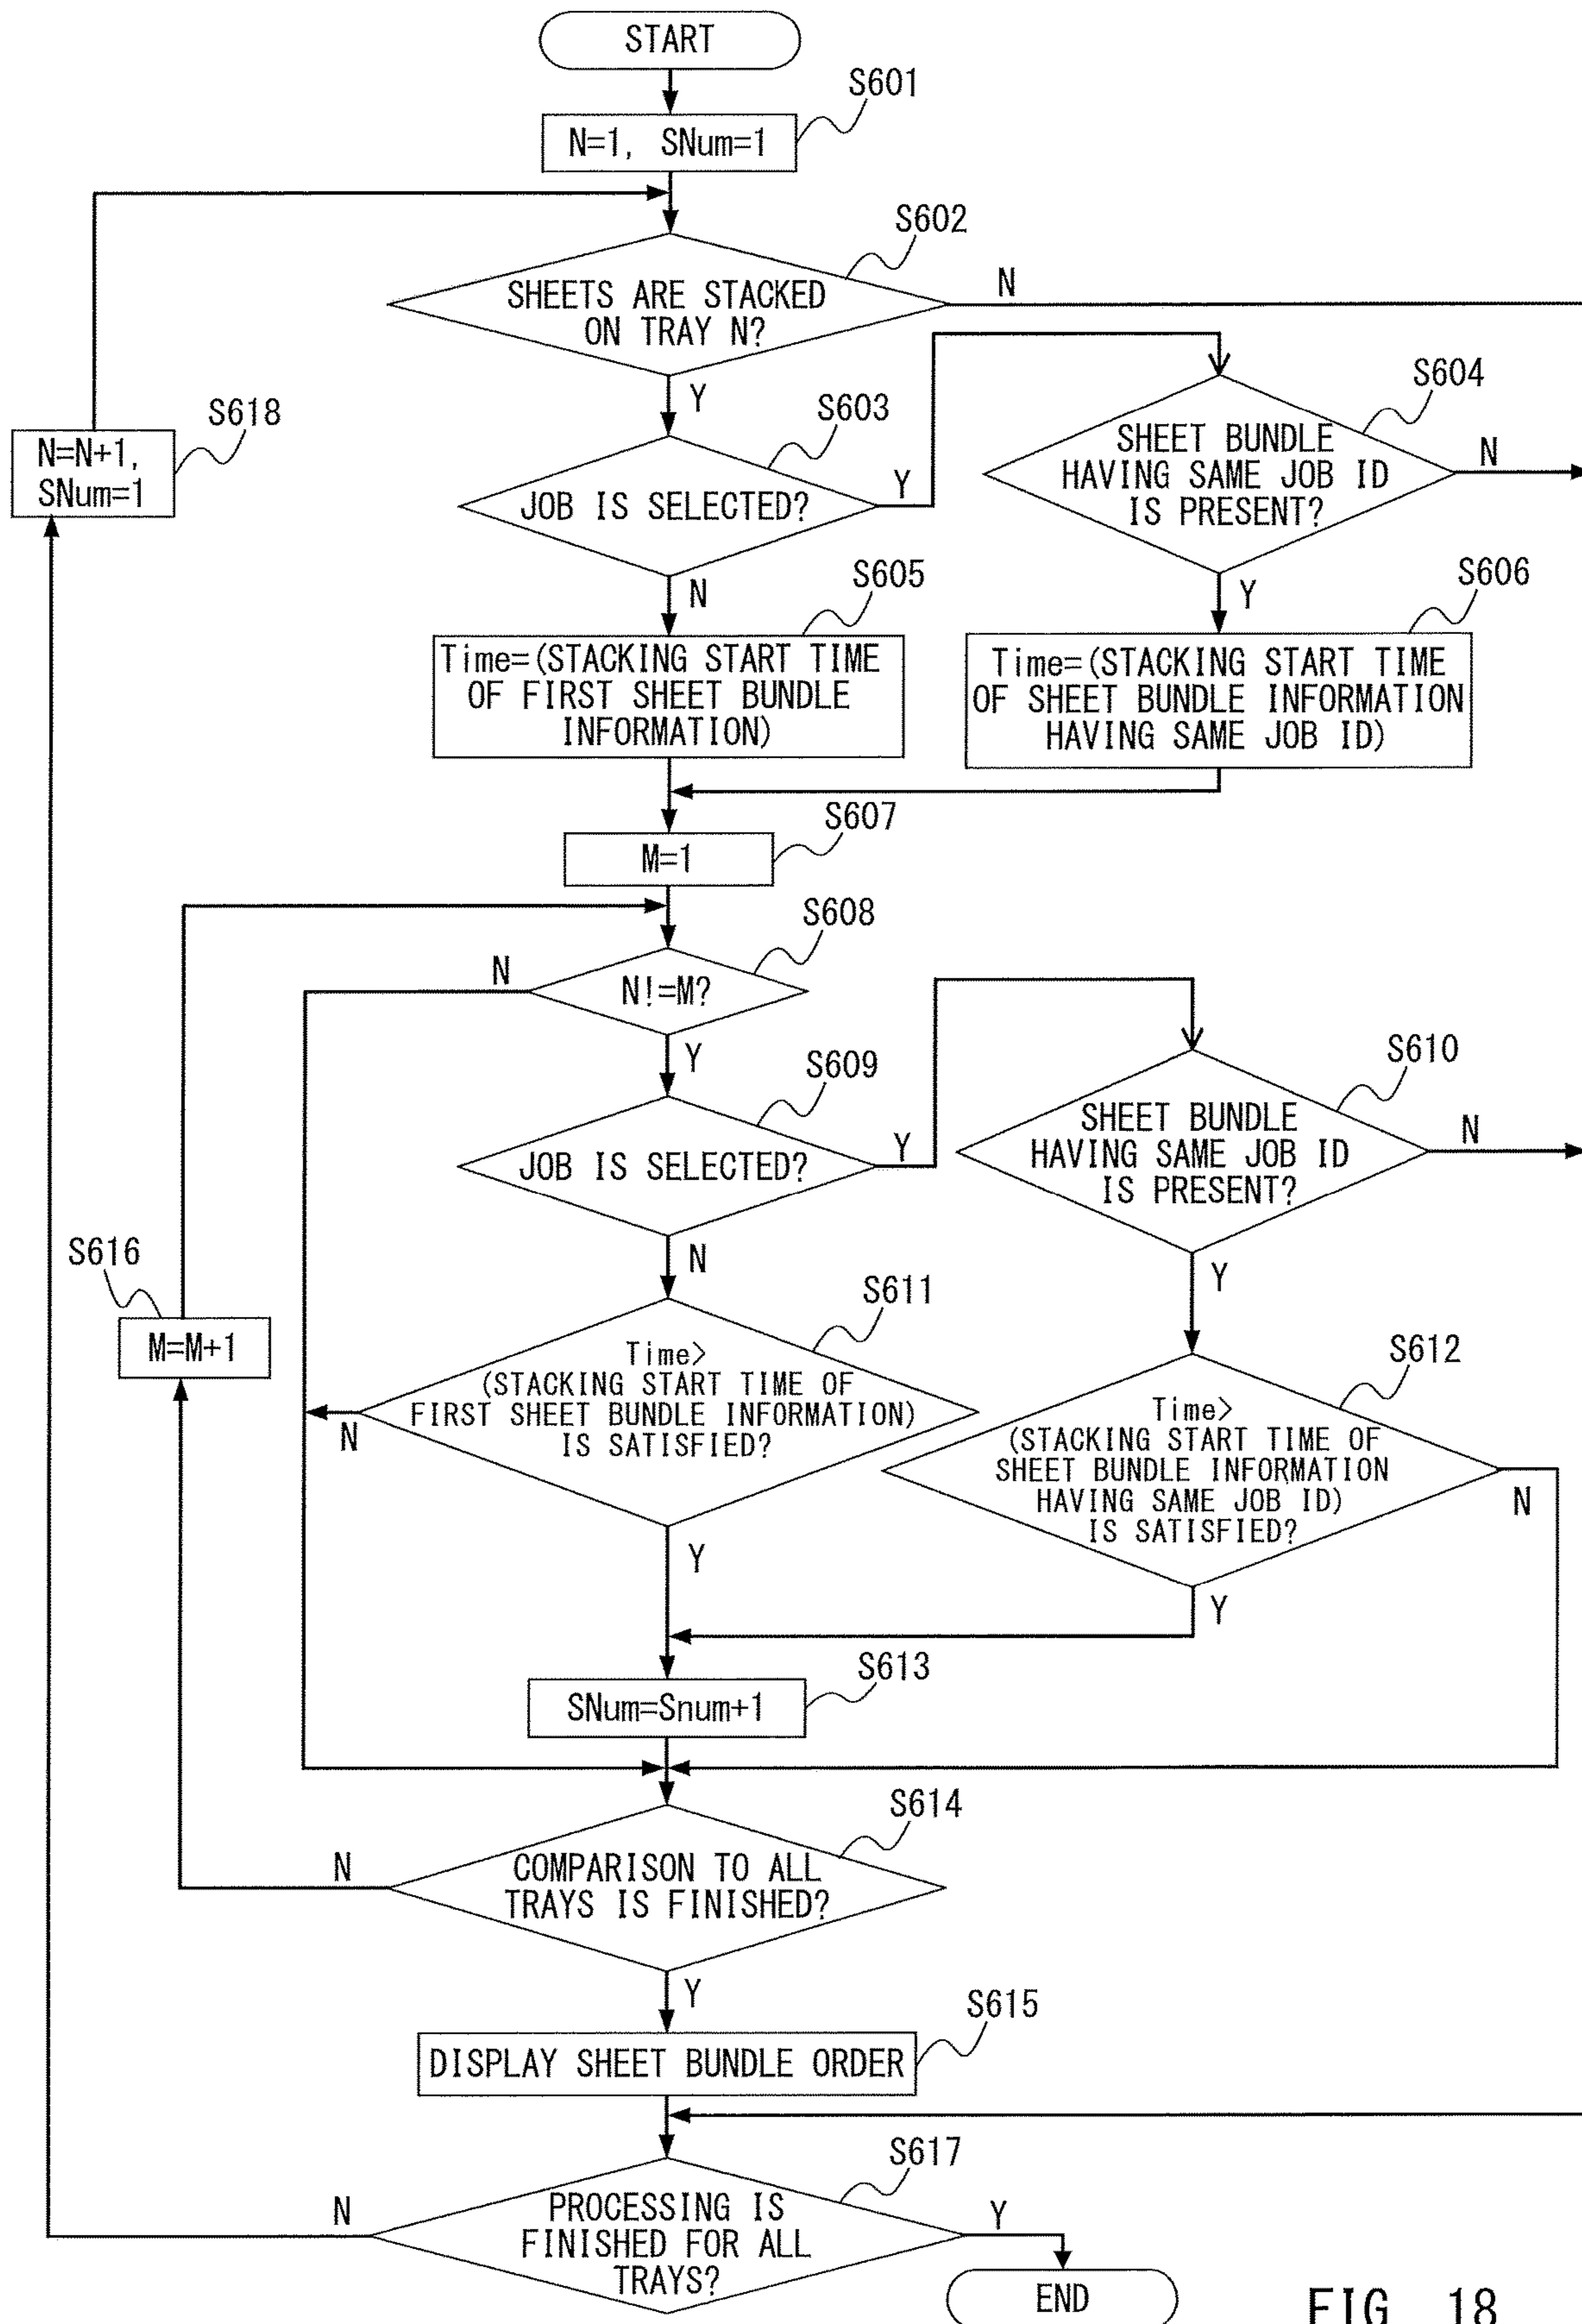 START
S601
N=1, SNum=1
S602
SHEETS ARE STACKED
ON TRAY N?
N
Y
S603
JOB IS SELECTED?
Y
S604
SHEET BUNDLE
HAVING SAME JOB ID
IS PRESENT?
N
Y
S618
N=N+1,
SNum=1
N
S605
Time=(STACKING START TIME
OF FIRST SHEET BUNDLE
INFORMATION)
S606
Time=(STACKING START TIME
OF SHEET BUNDLE INFORMATION
HAVING SAME JOB ID)
S607
M=1
S608
N!=M?
N
Y
S609
JOB IS SELECTED?
Y
N
S610
SHEET BUNDLE
HAVING SAME JOB ID
IS PRESENT?
N
Y
S616
M=M+1
S611
Time>
(STACKING START TIME OF
FIRST SHEET BUNDLE INFORMATION)
IS SATISFIED?
N
Y
S612
Time>
(STACKING START TIME OF
SHEET BUNDLE INFORMATION
HAVING SAME JOB ID)
IS SATISFIED?
N
Y
S613
SNum=Snum+1
S614
COMPARISON TO ALL
TRAYS IS FINISHED?
N
Y
S615
DISPLAY SHEET BUNDLE ORDER
S617
PROCESSING IS
FINISHED FOR ALL
TRAYS?
N
Y
END
FIG. 18